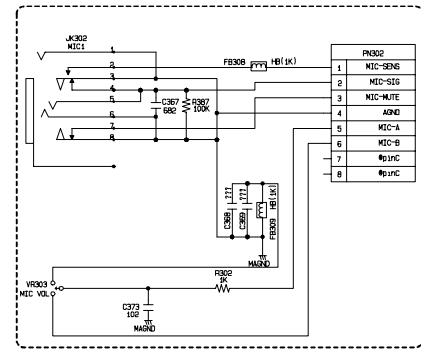 JK302
MIC1
1
2
3
4
5
6
7
8
C367
682
R387
100K
FB308
HB(1K)
PN302
1 MIC-SENS
2 MIC-SIG
3 MIC-MUTE
4 AGND
5 MIC-A
6 MIC-B
7 @pinC
8 @pinC
???
???
HB(1K)
C368
C369
FB309
MAGND
R302
1K
VR303
MIC VOL
C373
102
MAGND